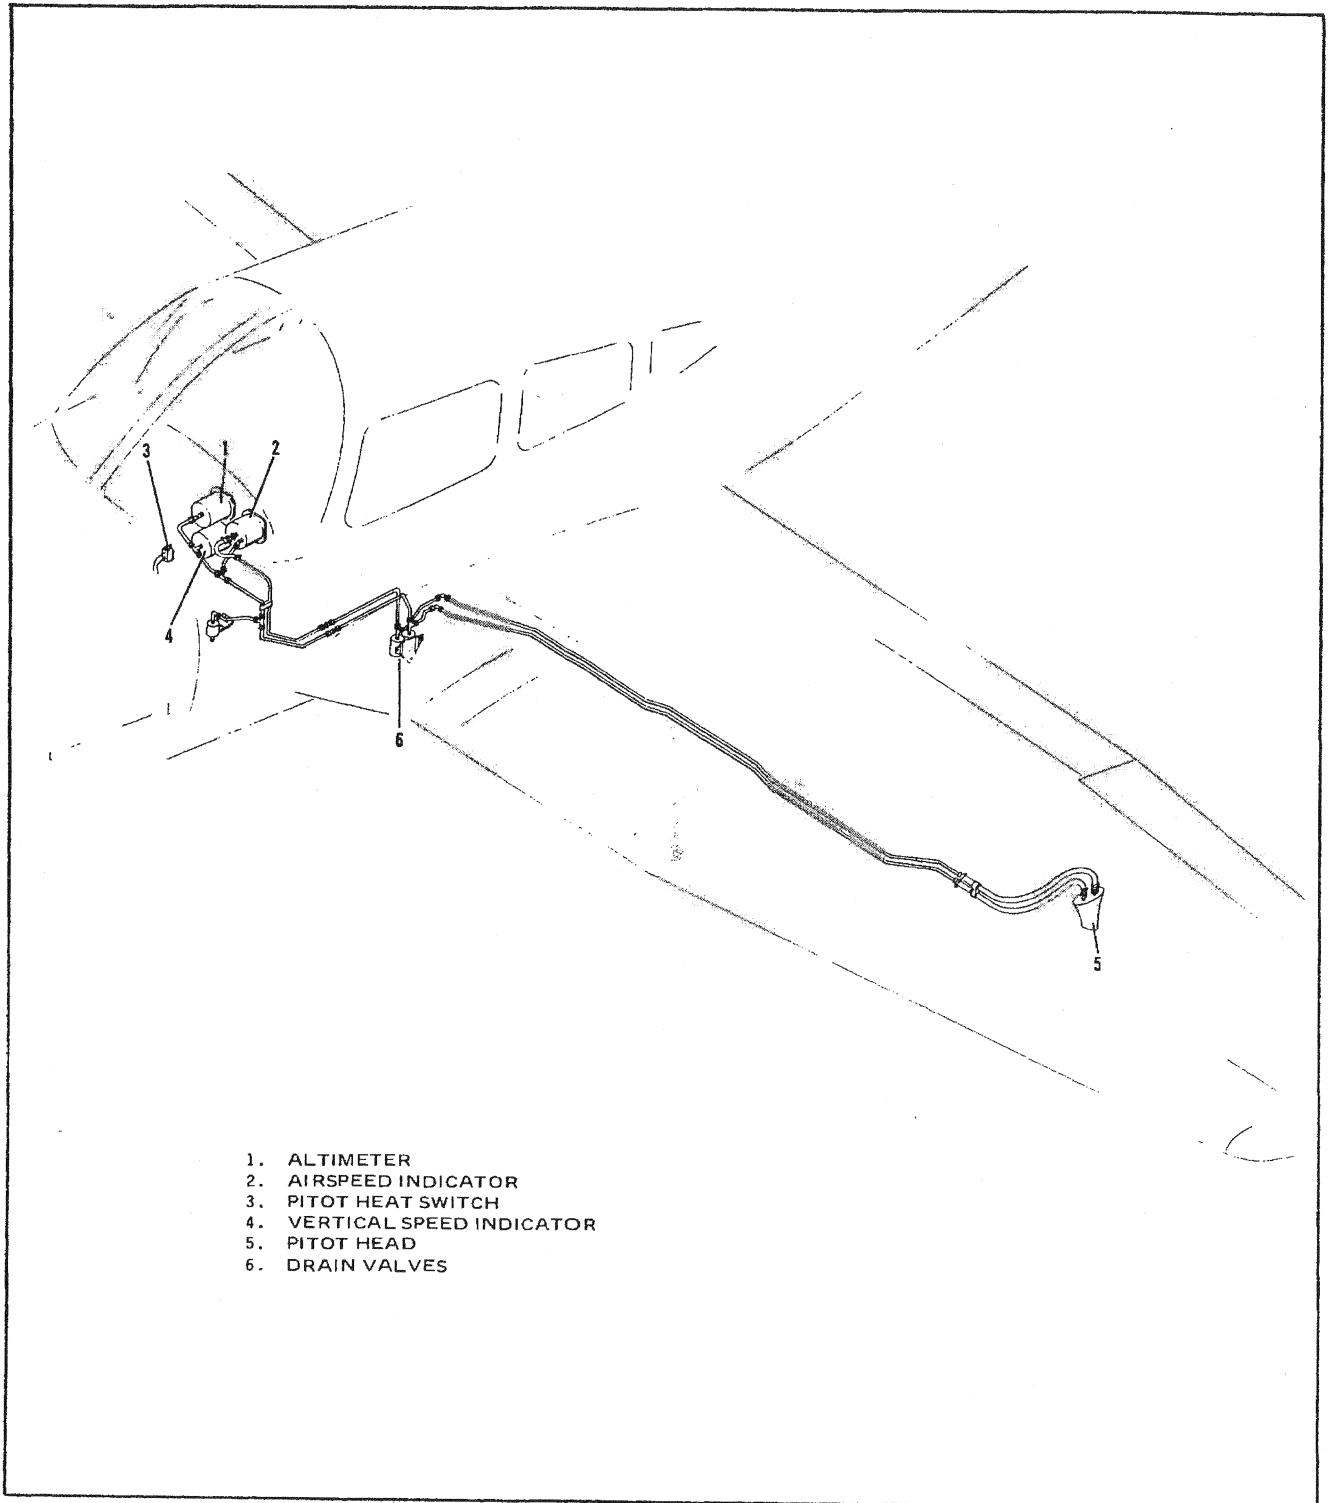 3
1
2
4
6
5
1. ALTIMETER
2. AIRSPEED INDICATOR
3. PITOT HEAT SWITCH
4. VERTICAL SPEED INDICATOR
5. PITOT HEAD
6. DRAIN VALVES